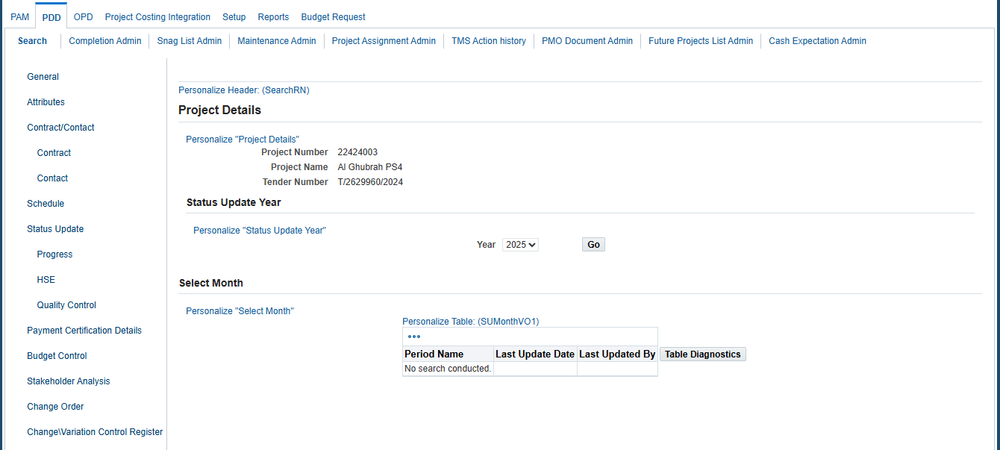 PAM PDD OPD Project Costing Integration Setup Reports Budget Request
Search Completion Admin Snag List Admin Maintenance Admin Project Assignment Admin TMS Action history PMO Document Admin Future Projects List Admin Cash Expectation Admin
General
Attributes
Contract/Contact
Contract
Contact
Schedule
Status Update
Progress
HSE
Quality Control
Payment Certification Details
Budget Control
Stakeholder Analysis
Change Order
Change\Variation Control Register
Personalize Header: (SearchRN)
Project Details
Personalize "Project Details"
Project Number 22424003
Project Name Al Ghubrah PS4
Tender Number T/2629960/2024
Status Update Year
Personalize "Status Update Year"
Year 2025 Go
Select Month
Personalize "Select Month"
Personalize Table: (SUMonthVO1)
Period Name Last Update Date Last Updated By Table Diagnostics
No search conducted.